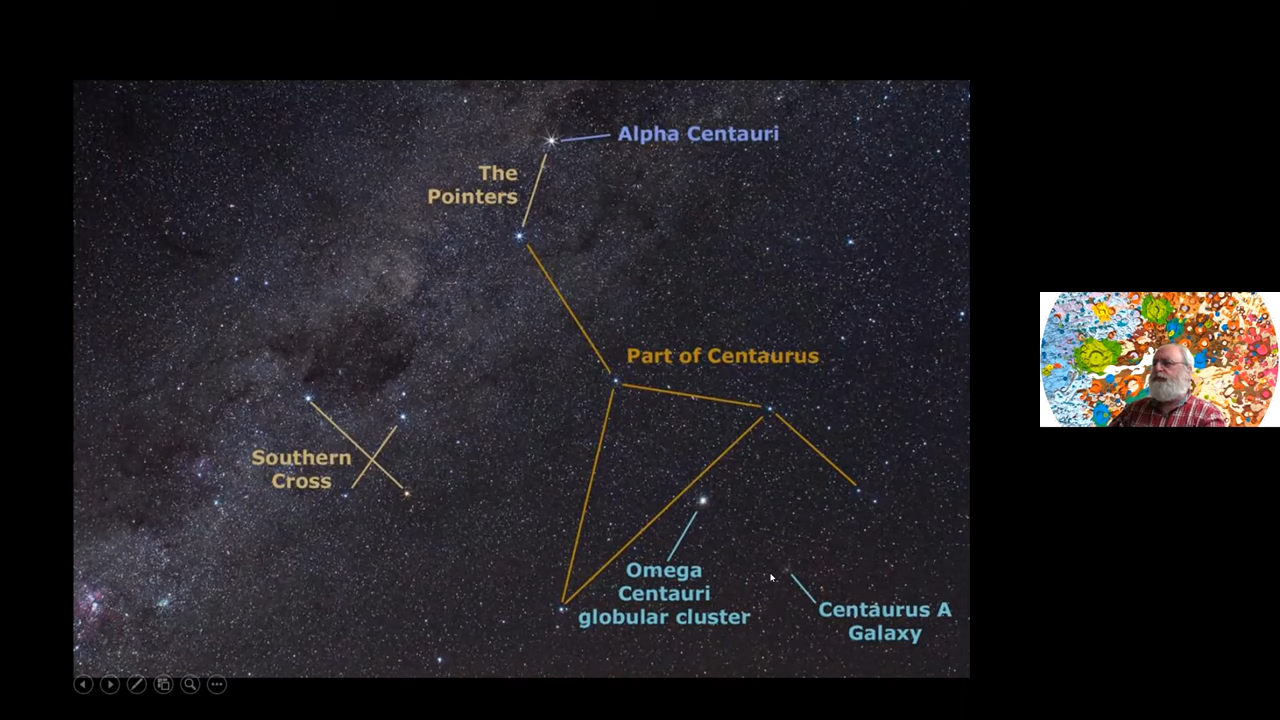 Alpha Centauri
The
Pointers
Part of Centaurus
Southern
Cross
Omega
Centauri
globular cluster
Centaurus A
Galaxy